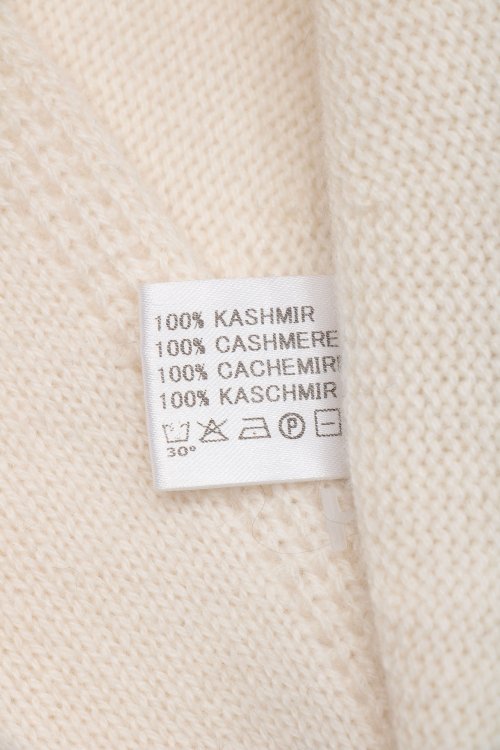 100% KASHMIR
100% CASHMERE
100% CACHEMIR
100% KASCHMIR
P
30°